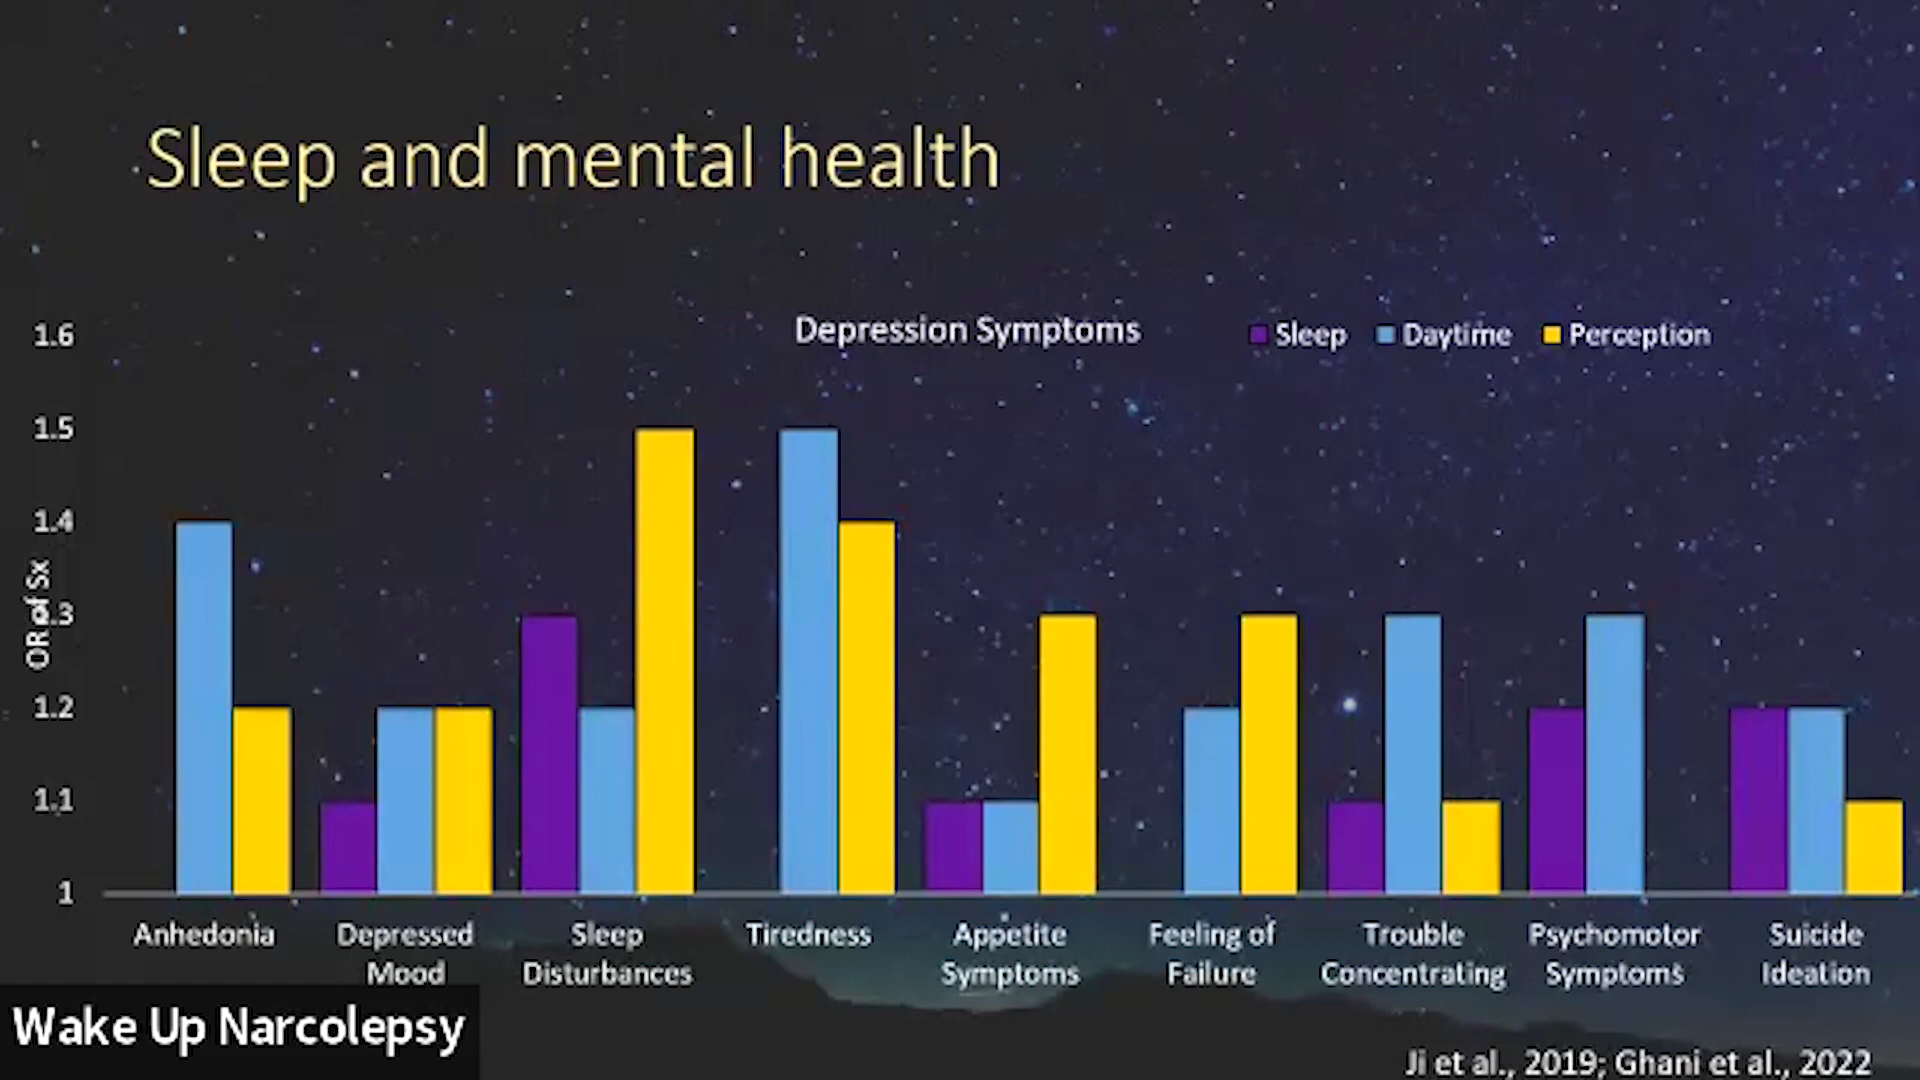 Sleep and mental health
Depression Symptoms
Sleep Daytime Perception
1.6
1.5
1.4
1.3
1.2
1.1
1
OR of Sx
Anhedonia
Depressed
Mood
Sleep
Disturbances
Tiredness
Appetite
Symptoms
Feeling of
Failure
Trouble
Concentrating
Psychomotor
Symptoms
Suicide
Ideation
Wake Up Narcolepsy
Ji et al., 2019; Ghani et al., 2022